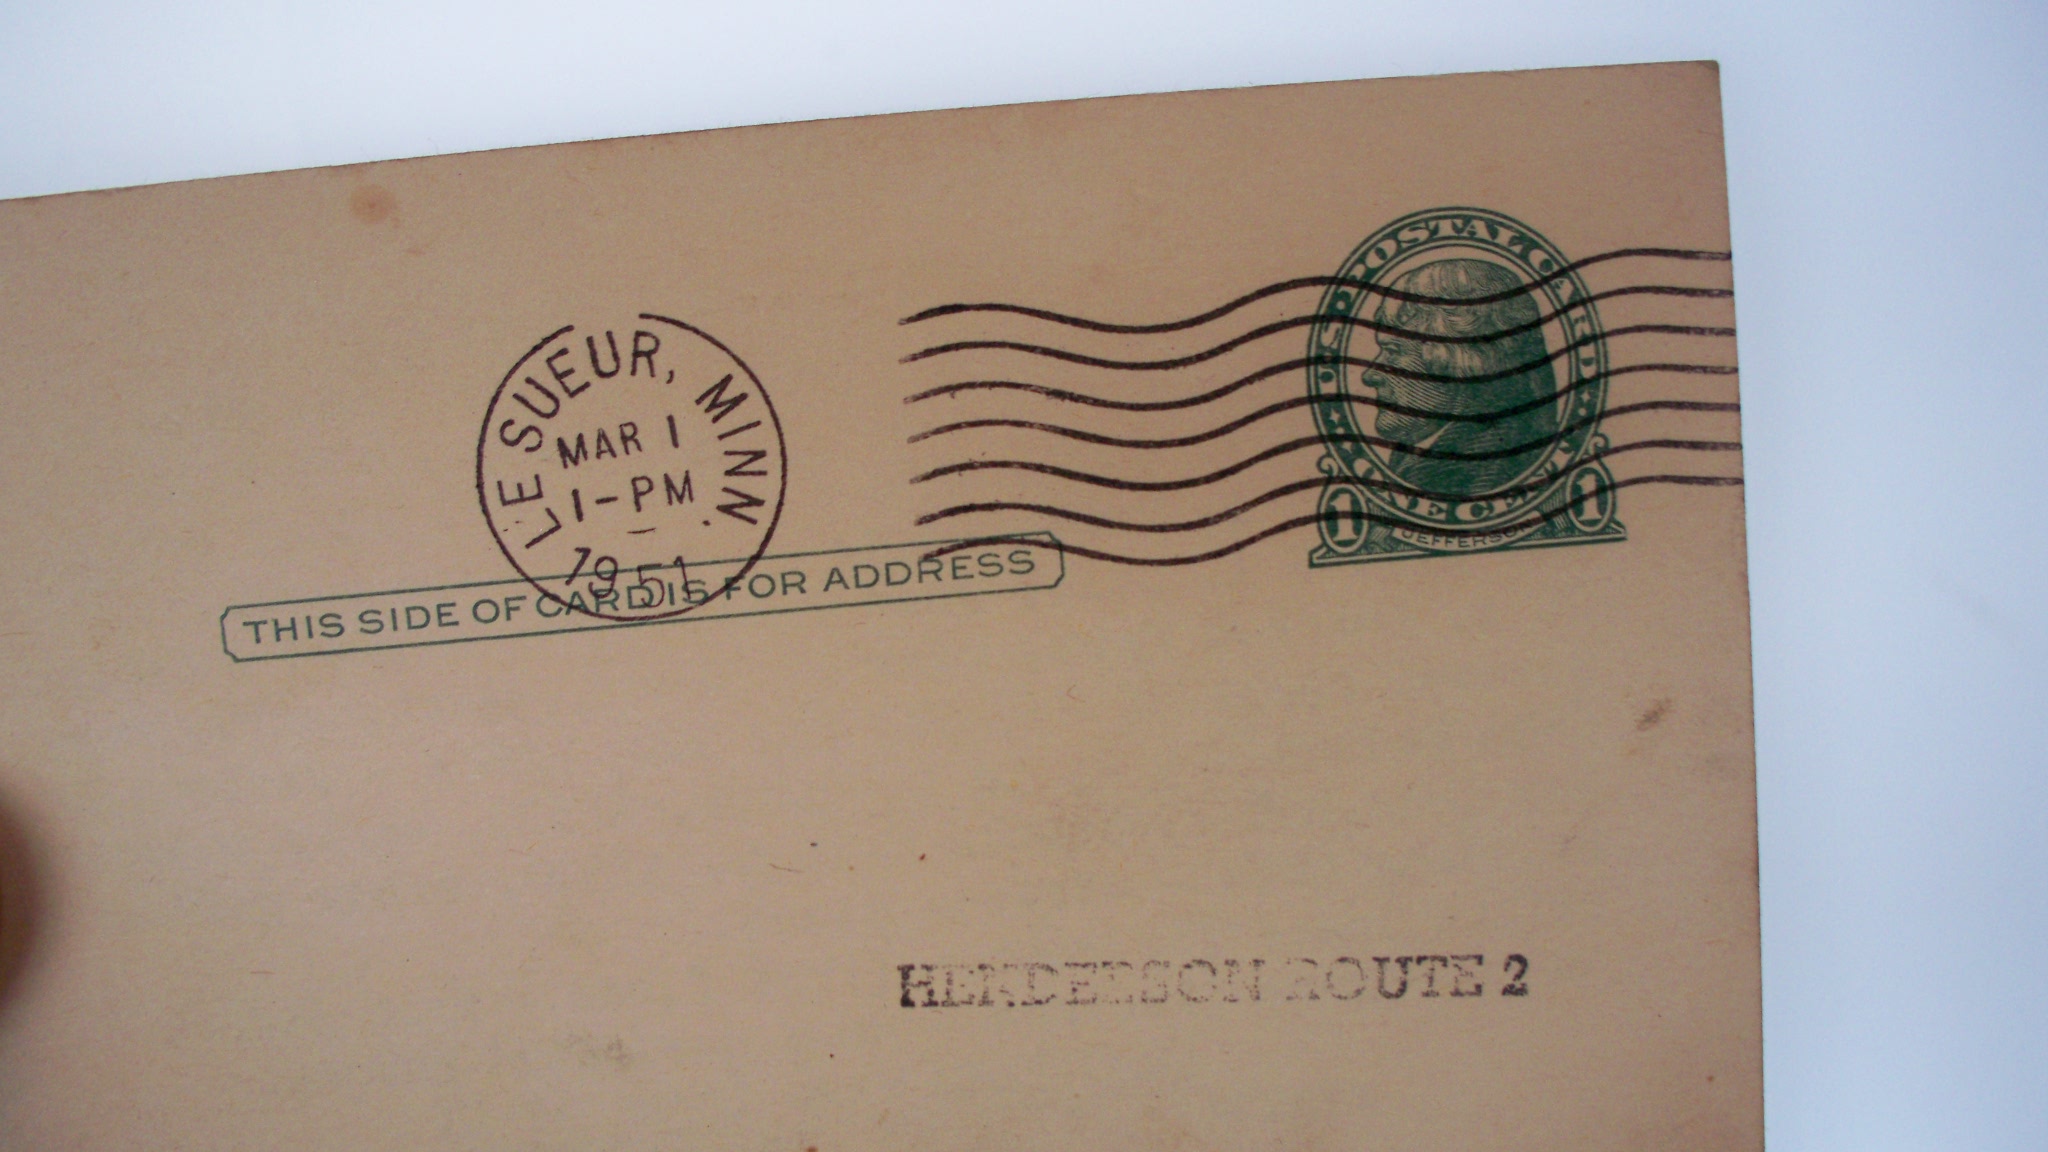 LE SUEUR, MINN.
MAR 1
1-PM
1951
U.S. POSTAL CARD
ONE CENT
1 JEFFERSON 1
THIS SIDE OF CARD IS FOR ADDRESS
HENDERSON ROUTE 2